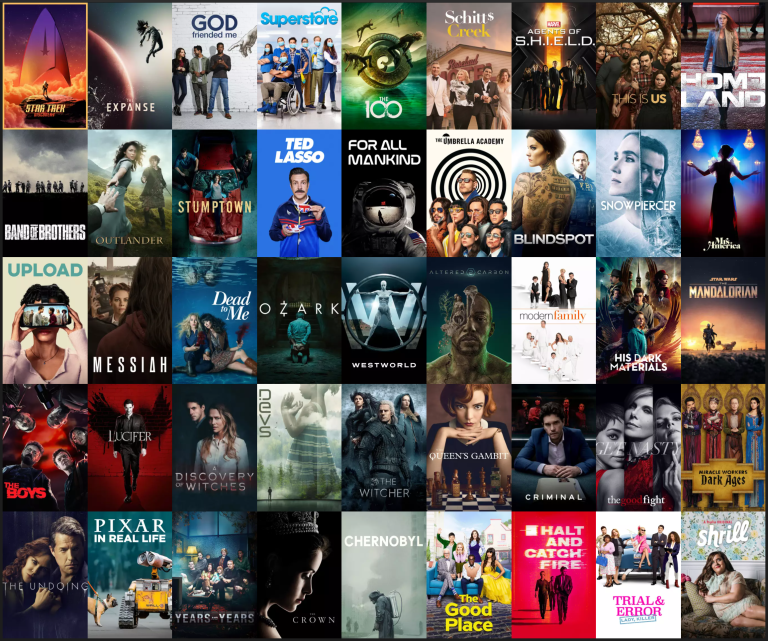 STAR TREK
DISCOVERY
THE
EXPANSE
GOD
friended me
Superstore
THE
100
Schitt$
Creek
MARVEL
AGENTS OF
S.H.I.E.L.D.
THIS IS US
HOMELAND
BAND OF BROTHERS
OUTLANDER
STUMPTOWN
TED
LASSO
FOR ALL
MANKIND
THE UMBRELLA ACADEMY
BLINDSPOT
SNOWPIERCER
Mrs.
America
UPLOAD
MESSIAH
Dead
to Me
OZARK
W
WESTWORLD
ALTERED CARBON
modernfamily
HIS DARK
MATERIALS
STAR WARS
THE
MANDALORIAN
THE
BOYS
LUCIFER
A
DISCOVERY
OF WITCHES
DEVS
THE
WITCHER
THE
QUEEN'S GAMBIT
CRIMINAL
GET NASTY
the good fight
MIRACLE WORKERS
Dark Ages
THE UNDOING
PIXAR
IN REAL LIFE
YEARS AND YEARS
THE
CROWN
CHERNOBYL
The
Good
Place
HALT
AND
CATCH
FIRE
TRIAL &
ERROR
LADY, KILLER
shrill